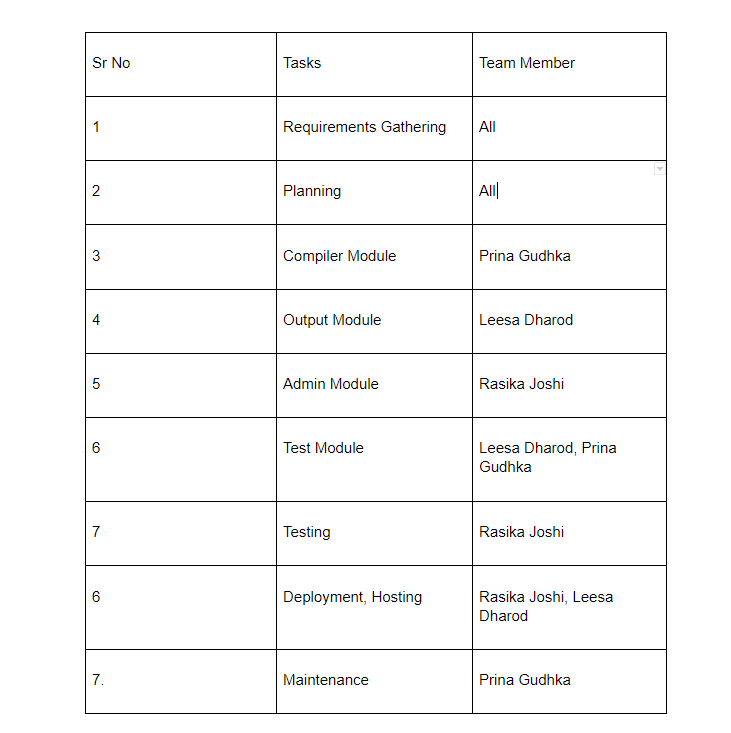 Sr No Tasks Team Member
1 Requirements Gathering All
2 Planning All
3 Compiler Module Prina Gudhka
4 Output Module Leesa Dharod
5 Admin Module Rasika Joshi
6 Test Module Leesa Dharod, Prina
Gudhka
7 Testing Rasika Joshi
6 Deployment, Hosting Rasika Joshi, Leesa
Dharod
7. Maintenance Prina Gudhka